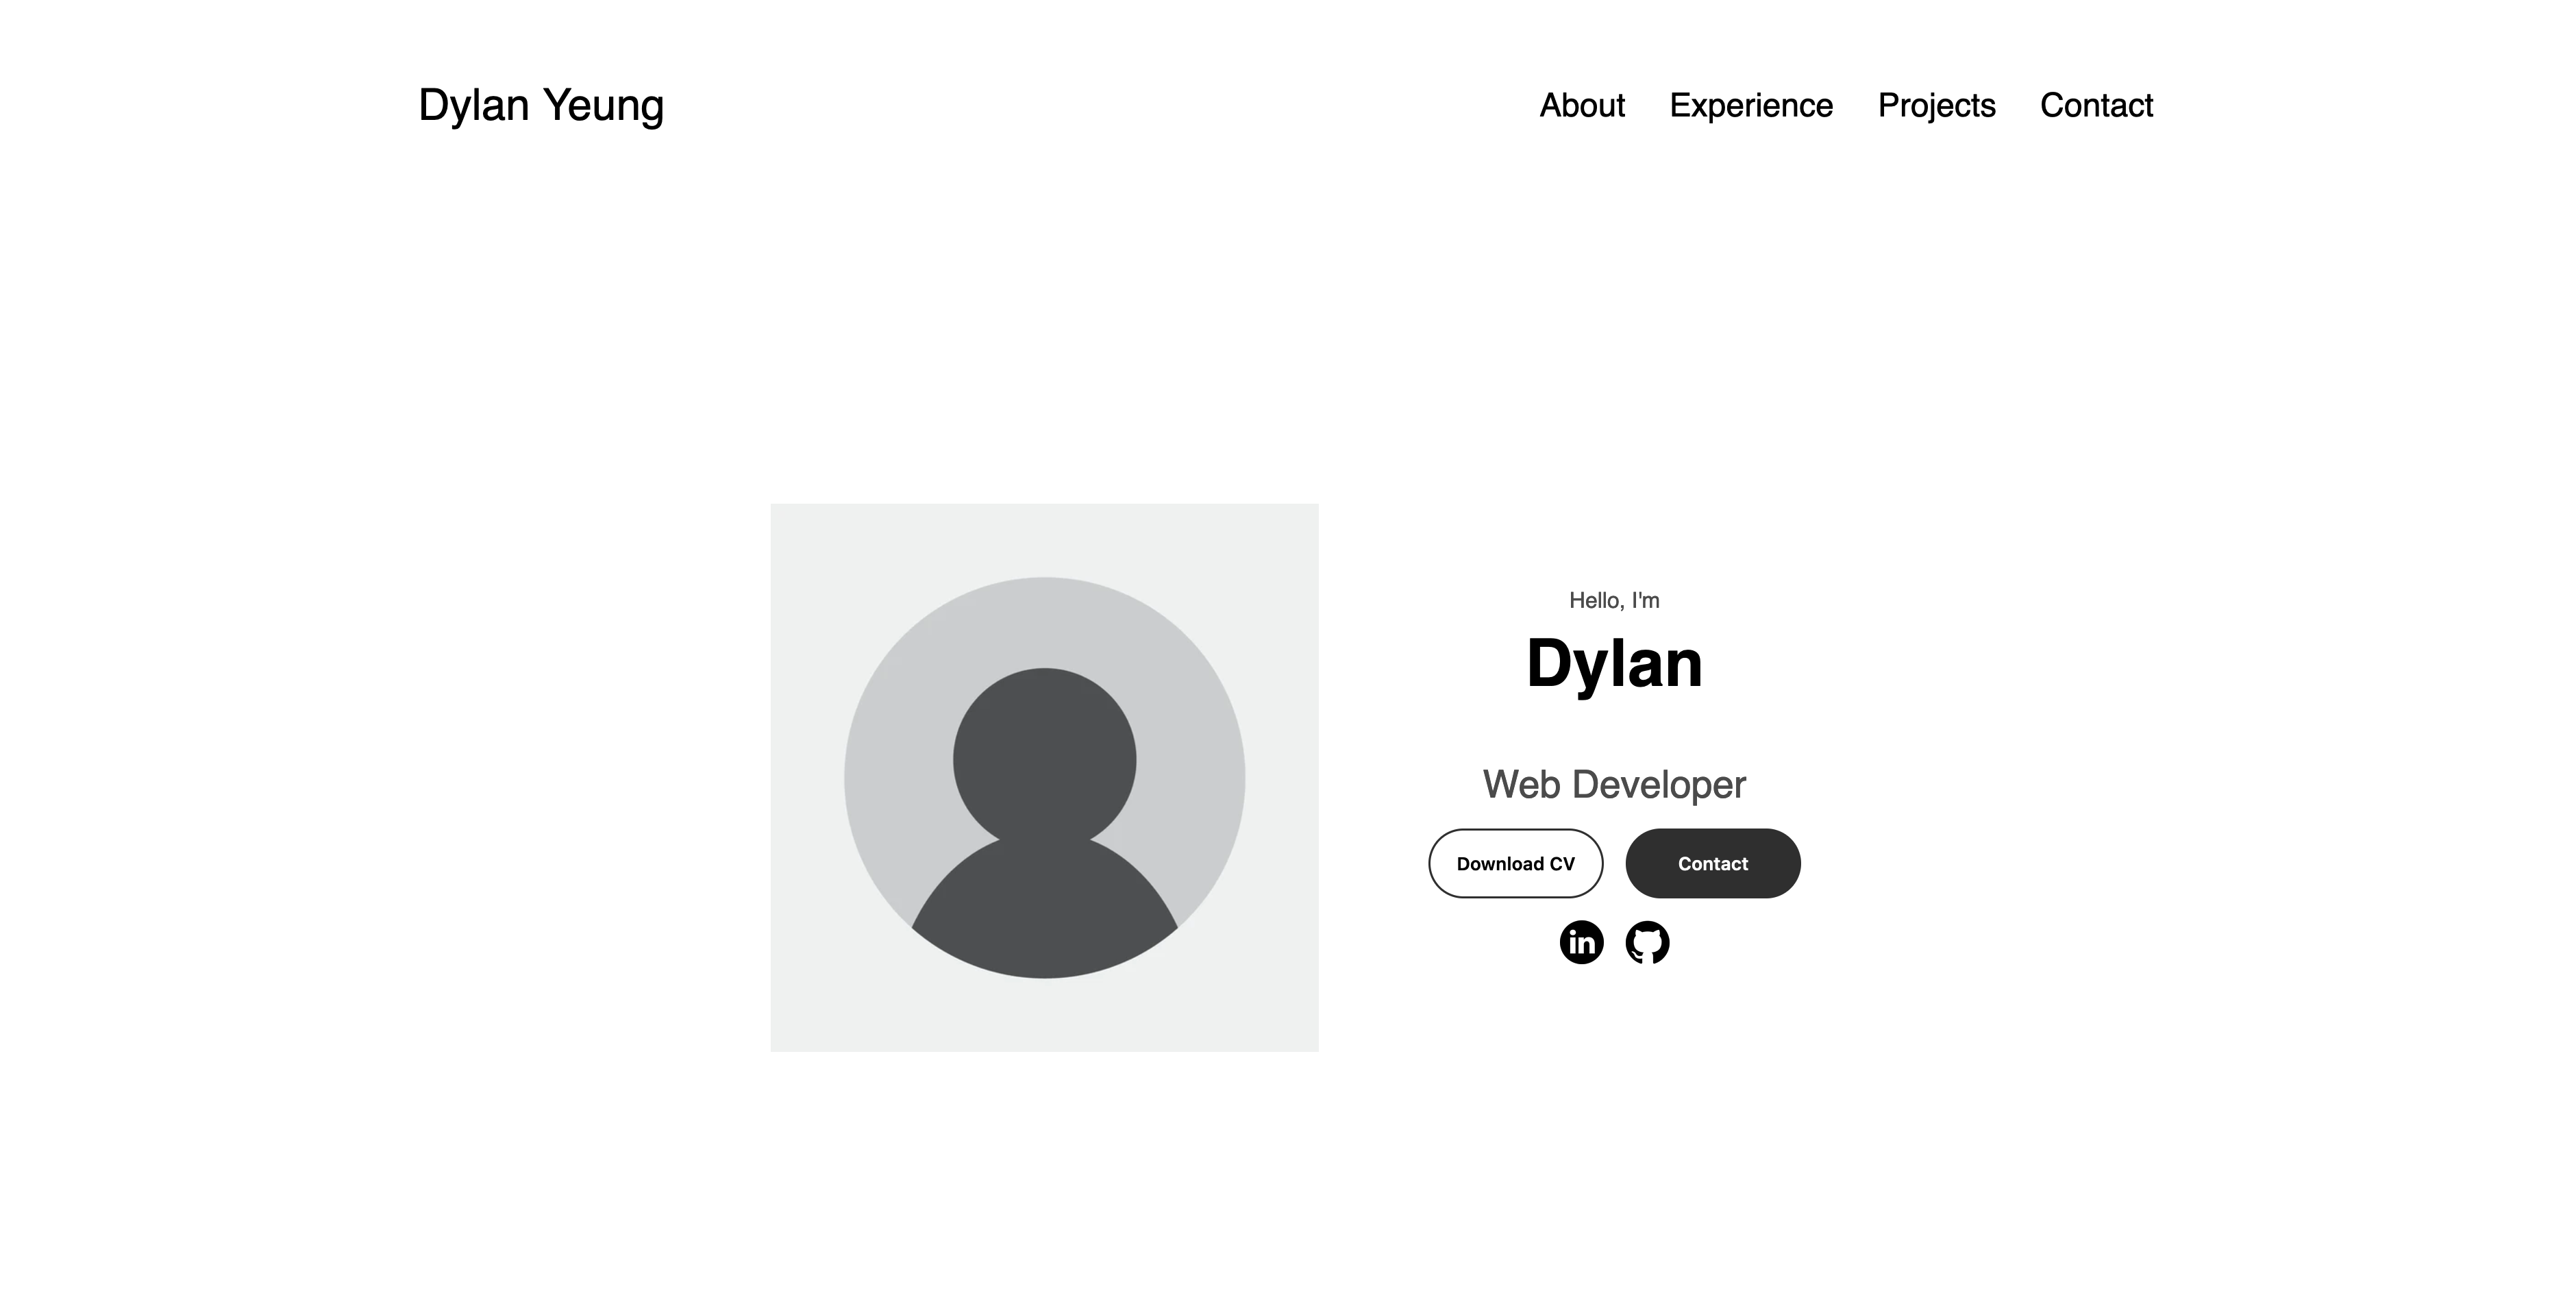 Dylan Yeung
About Experience Projects Contact
Hello, I'm
Dylan
Web Developer
Download CV
Contact
in